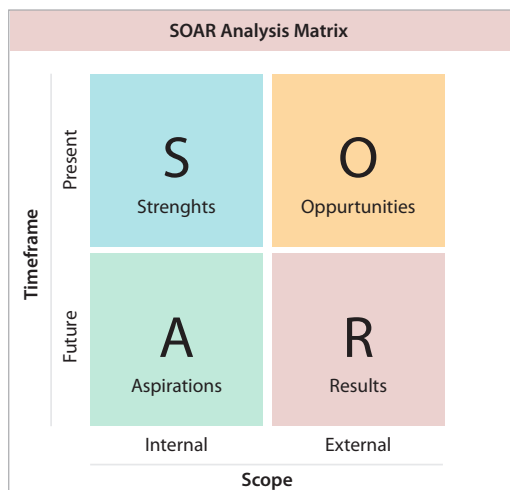 SOAR Analysis Matrix
Timeframe
Present
S
Strenghts
O
Oppurtunities
Future
A
Aspirations
R
Results
Internal
External
Scope